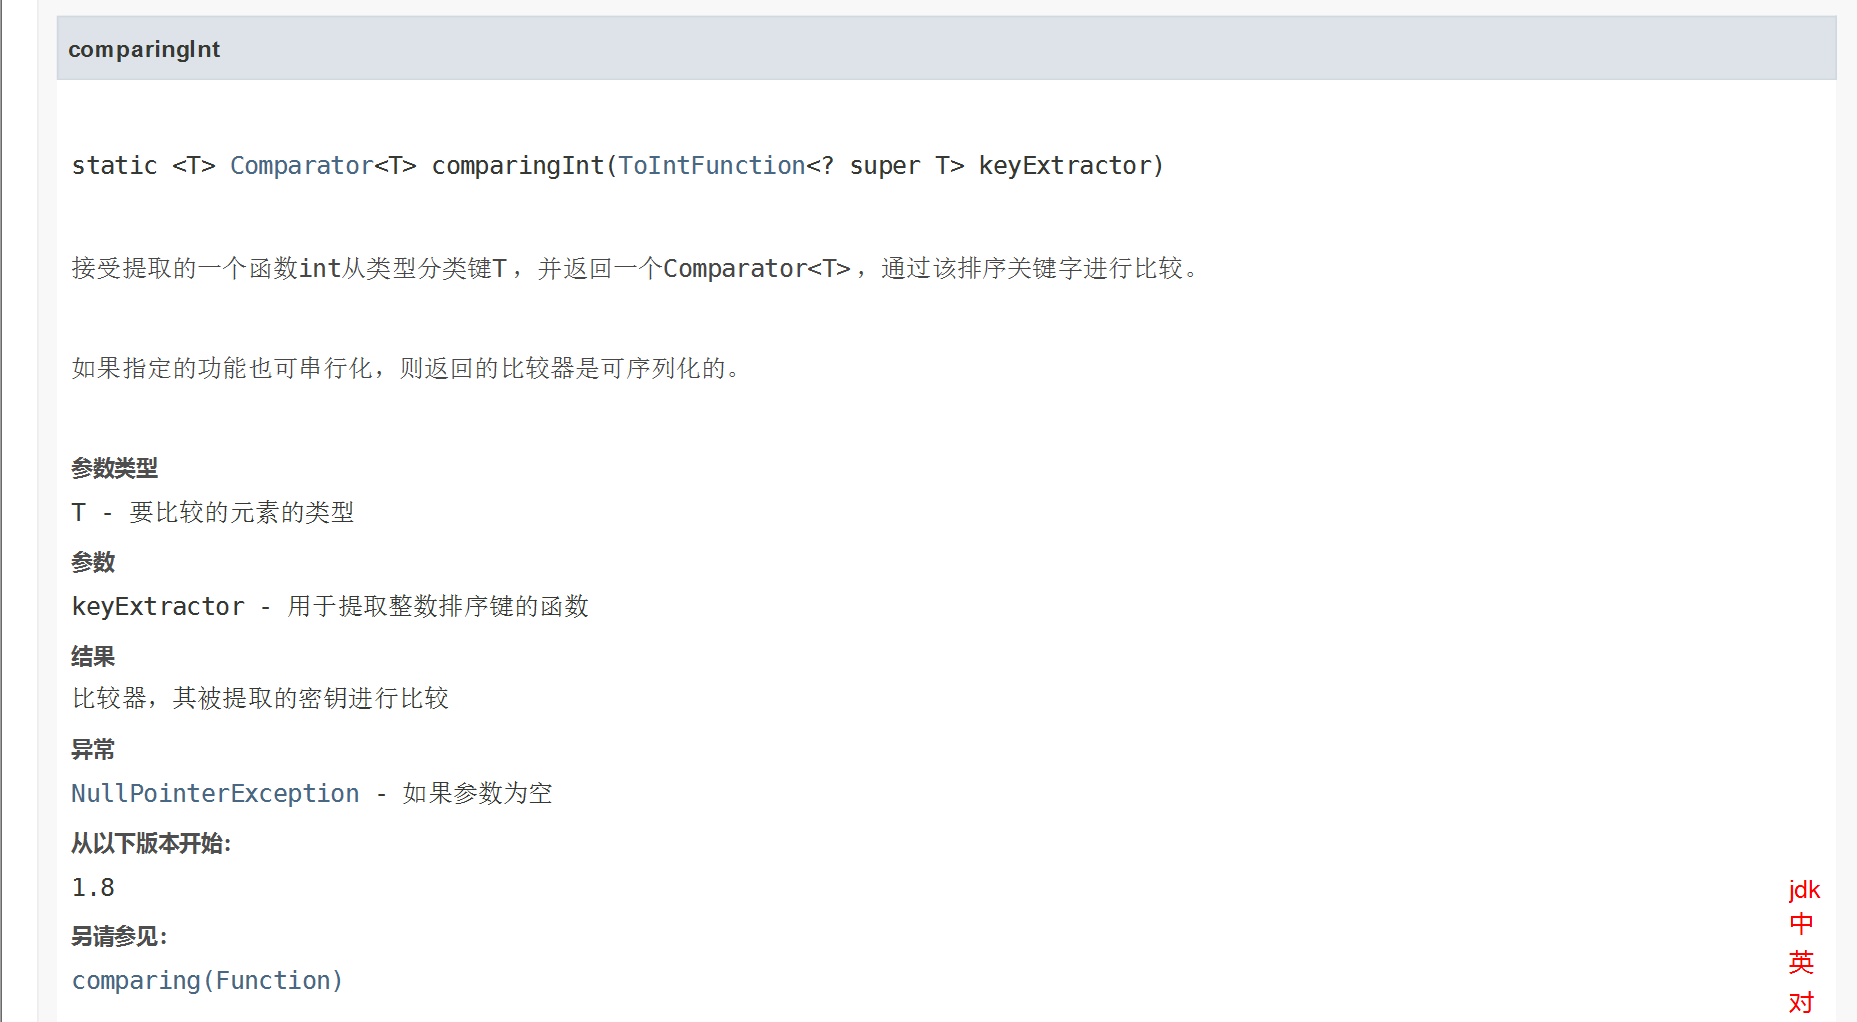 comparingInt
static <T> Comparator<T> comparingInt(ToIntFunction<? super T> keyExtractor)
接受提取的一个函数int从类型分类键T，并返回一个Comparator<T>，通过该排序关键字进行比较。
如果指定的功能也可串行化，则返回的比较器是可序列化的。
参数类型
T - 要比较的元素的类型
参数
keyExtractor - 用于提取整数排序键的函数
结果
比较器，其被提取的密钥进行比较
异常
NullPointerException - 如果参数为空
从以下版本开始：
1.8
另请参见：
comparing(Function)
jdk
中
英
对